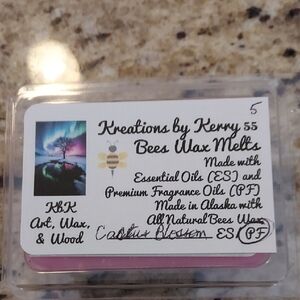 5
Kreations by Kerry 55
Bees Wax Melts
Made with
Essential Oils (ES) and
Premium Fragrance Oils (PF)
Made in Alaska with
All Natural Bees Wax
KBK
Art, Wax,
& Wood
Cactus Blossom ES PF